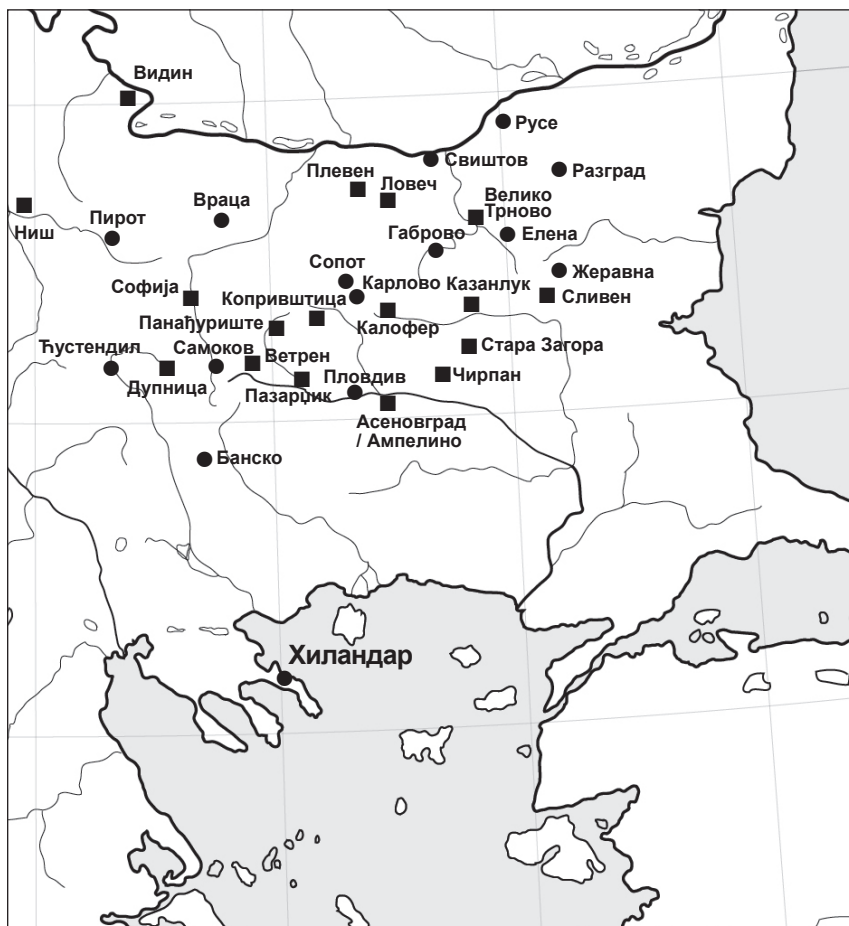 Видин
Русе
Свиштов
Плевен
Разград
Ловеч
Велико
Трново
Враца
Пирот
Ниш
Габрово
Елена
Сопот
Жеравна
Карлово
Казанлук
Софија
Копривштица
Сливен
Панађуриште
Калофер
Ћустендил
Самоков
Ветрен
Стара Загора
Дупница
Пловдив
Чирпан
Пазарџик
Асеновград
/ Ампелино
Банско
Хиландар